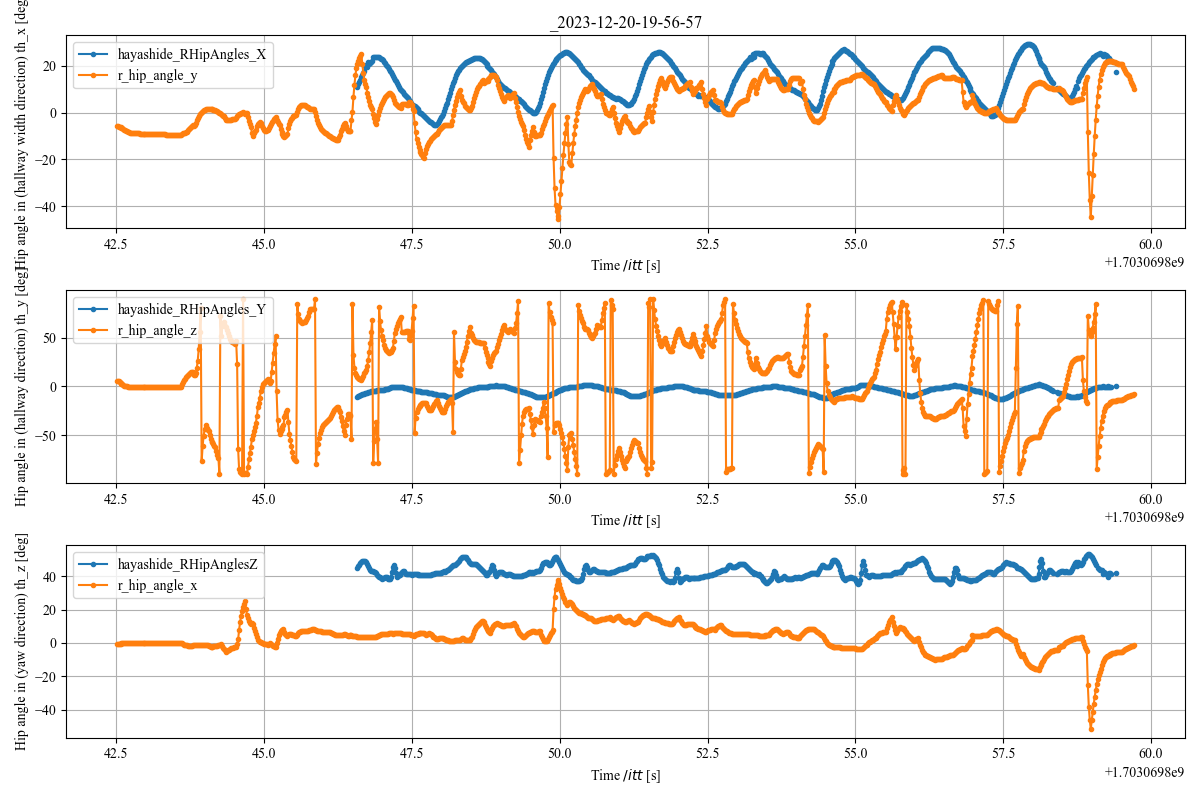 _2023-12-20-19-56-57
Hip angle in (hallway width direction) th_x [deg]
hayashide_RHipAngles_X
r_hip_angle_y
20
0
−20
−40
42.5 45.0 47.5 50.0 52.5 55.0 57.5 60.0
+1.7030698e9
Time /itt [s]
Hip angle in (hallway direction) th_y [deg]
hayashide_RHipAngles_Y
r_hip_angle_z
50
0
−50
42.5 45.0 47.5 50.0 52.5 55.0 57.5 60.0
+1.7030698e9
Time /itt [s]
Hip angle in (yaw direction) th_z [deg]
hayashide_RHipAnglesZ
r_hip_angle_x
40
20
0
−20
−40
42.5 45.0 47.5 50.0 52.5 55.0 57.5 60.0
+1.7030698e9
Time /itt [s]